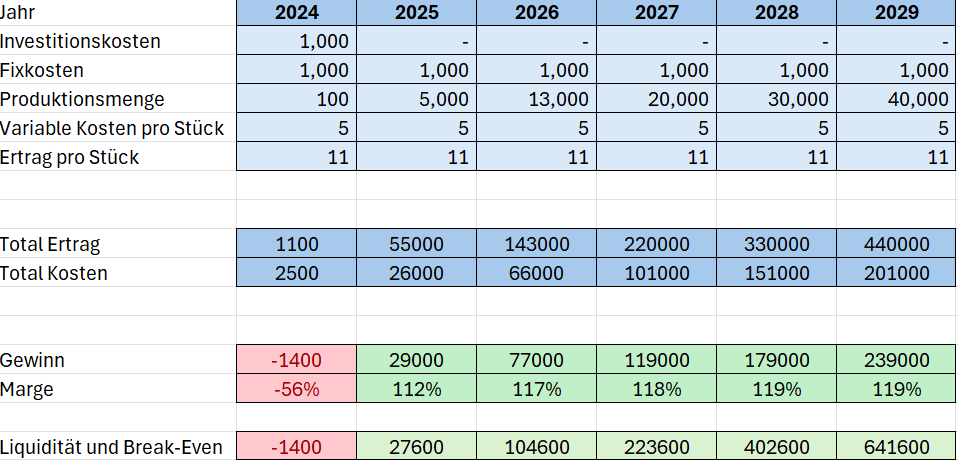 Jahr 2024 2025 2026 2027 2028 2029
Investitionskosten 1,000 - - - - -
Fixkosten 1,000 1,000 1,000 1,000 1,000 1,000
Produktionsmenge 100 5,000 13,000 20,000 30,000 40,000
Variable Kosten pro Stück 5 5 5 5 5 5
Ertrag pro Stück 11 11 11 11 11 11
Total Ertrag 1100 55000 143000 220000 330000 440000
Total Kosten 2500 26000 66000 101000 151000 201000
Gewinn -1400 29000 77000 119000 179000 239000
Marge -56% 112% 117% 118% 119% 119%
Liquidität und Break-Even -1400 27600 104600 223600 402600 641600